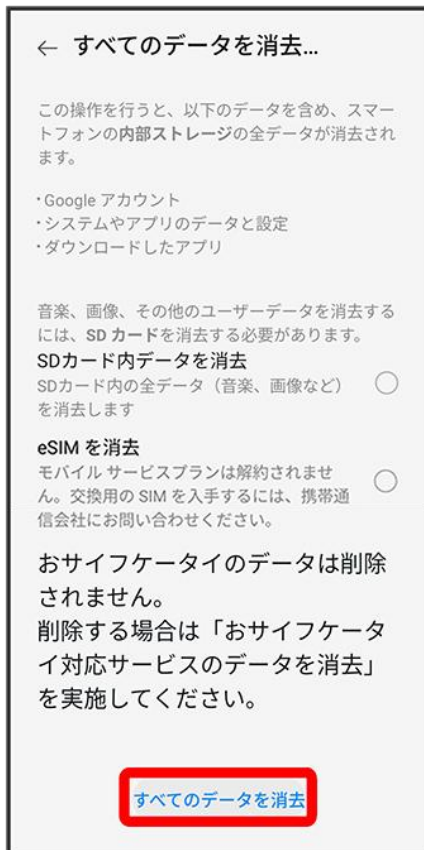 ← すべてのデータを消去...
この操作を行うと、以下のデータを含め、スマー
トフォンの内部ストレージの全データが消去され
ます。
・Google アカウント
・システムやアプリのデータと設定
・ダウンロードしたアプリ
音楽、画像、その他のユーザーデータを消去する
には、SD カードを消去する必要があります。
SDカード内データを消去
SDカード内の全データ（音楽、画像など）
を消去します
eSIM を消去
モバイル サービスプランは解約されませ
ん。交換用の SIM を入手するには、携帯通
信会社にお問い合わせください。
おサイフケータイのデータは削除
されません。
削除する場合は「おサイフケータ
イ対応サービスのデータを消去」
を実施してください。
すべてのデータを消去